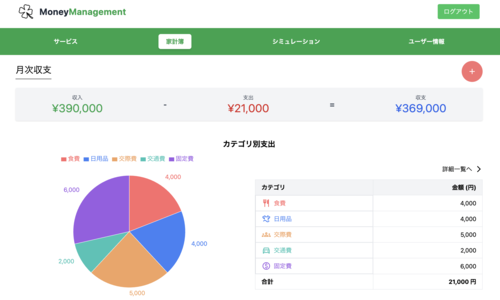 MoneyManagement
ログアウト
サービス
家計簿
シミュレーション
ユーザー情報
月次収支
+
収入
支出
収支
¥390,000
-
¥21,000
=
¥369,000
カテゴリ別支出
食費 日用品 交際費 交通費 固定費
4,000
4,000
5,000
2,000
6,000
詳細一覧へ
カテゴリ 金額 (円)
食費 4,000
日用品 4,000
交際費 5,000
交通費 2,000
固定費 6,000
合計 21,000 円